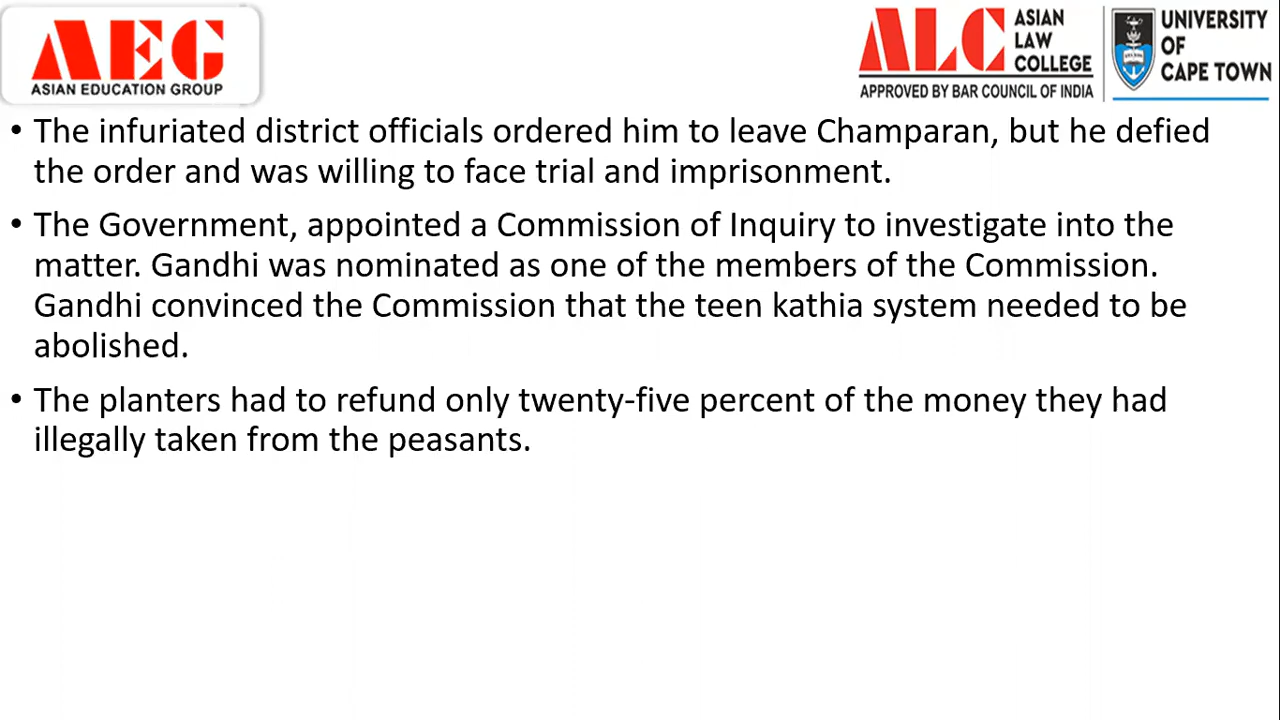 AEG
ASIAN EDUCATION GROUP
ALC
ASIAN
LAW
COLLEGE
APPROVED BY BAR COUNCIL OF INDIA
UNIVERSITY
OF
CAPE TOWN
• The infuriated district officials ordered him to leave Champaran, but he defied
the order and was willing to face trial and imprisonment.
• The Government, appointed a Commission of Inquiry to investigate into the
matter. Gandhi was nominated as one of the members of the Commission.
Gandhi convinced the Commission that the teen kathia system needed to be
abolished.
• The planters had to refund only twenty-five percent of the money they had
illegally taken from the peasants.